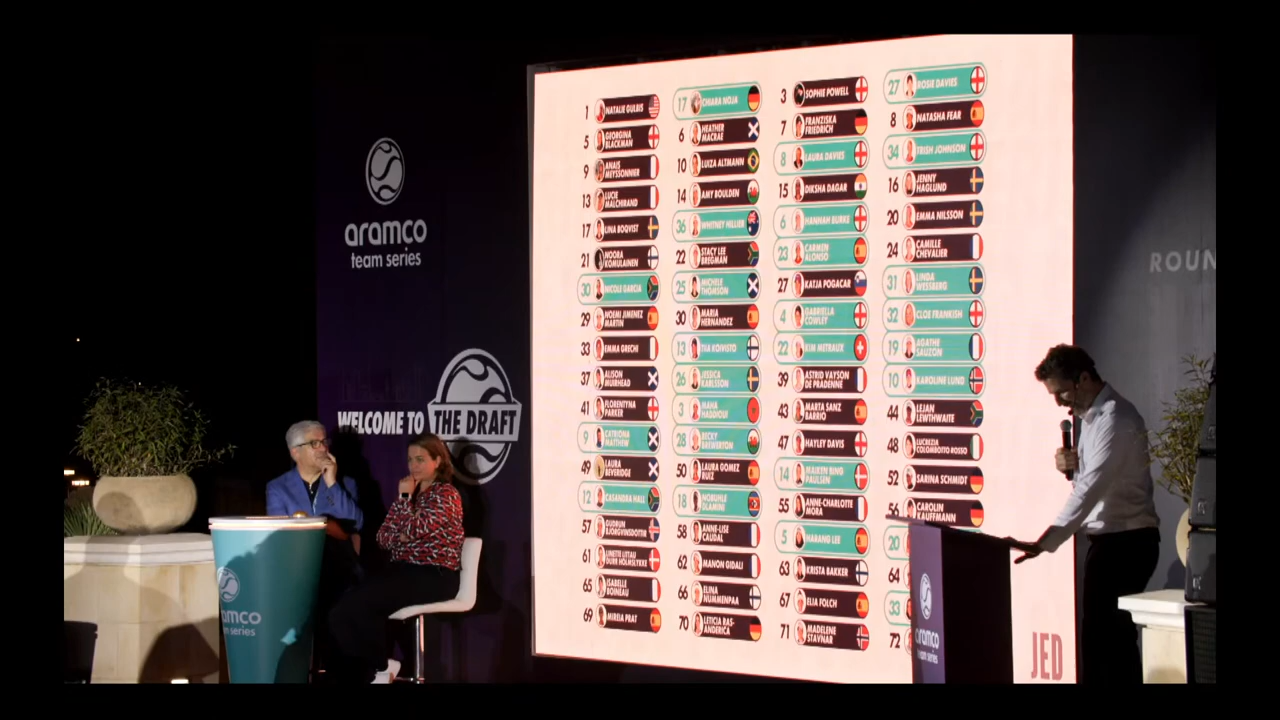 aramco
team series
WELCOME TO THE DRAFT
1 NATALIE GULBIS
5 GEORGINA BLACKMAN
9 ANAIS MEYSSONNIER
13 LUCIE MALCHIRAND
17 LINA BOQVIST
21 NOORA KOMULAINEN
30 NICOLE GARCIA
29 NOEMI JIMENEZ MARTIN
33 EMMA GRECHI
37 ALISON MUIRHEAD
41 FLORENTYNA PARKER
9 CATRIONA MATTHEW
49 LAURA BEVERIDGE
12 CASANDRA HALL
57 GUDRUN BJORGVINSDOTTIR
61 LINETTE LITTAU DURR HOLMSLYKKE
65 ISABELLE BOINEAU
69 MIREIA PRAT
17 CHIARA NOJA
6 HEATHER MACRAE
10 LUIZA ALTMANN
14 AMY BOULDEN
36 WHITNEY HILLIER
22 STACY LEE BREGMAN
25 MICHELE THOMSON
30 MARIA HERNANDEZ
13 TIIA KOIVISTO
26 JESSICA KARLSSON
3 MAHA HADDIOUI
28 BECKY BREWERTON
50 LAURA GOMEZ RUIZ
18 NOBUHLE DLAMINI
58 ANNE-LISE CAUDAL
62 MANON GIDALI
66 ELINA NUMMENPAA
70 LETICIA RAS-ANDERICA
3 SOPHIE POWELL
7 FRANZISKA FRIEDRICH
8 LAURA DAVIES
15 DIKSHA DAGAR
6 HANNAH BURKE
23 CARMEN ALONSO
27 KATJA POGACAR
4 GABRIELLA COWLEY
22 KIM METRAUX
39 ASTRID VAYSON DE PRADENNE
43 MARTA SANZ BARRIO
47 HAYLEY DAVIS
14 MALKEN BING PAULSEN
55 ANNE-CHARLOTTE MORA
5 HARANG LEE
63 KRISTA BAKKER
67 ELIA FOLCH
71 MADELENE STAVNAR
27 ROSIE DAVIES
8 NATASHA FEAR
34 TRISH JOHNSON
16 JENNY HAGLUND
20 EMMA NILSSON
24 CAMILLE CHEVALIER
31 LINDA WESSBERG
32 CLOE FRANKISH
19 AGATHE SAUZON
10 KAROLINE LUND
44 LEJAN LEWTHWAITE
48 LUCREZIA COLOMBOTTO ROSSO
52 SARINA SCHMIDT
56 CAROLIN KAUFFMANN
20
64
33
72
JED
ROUN
amco
series
aramco
team series